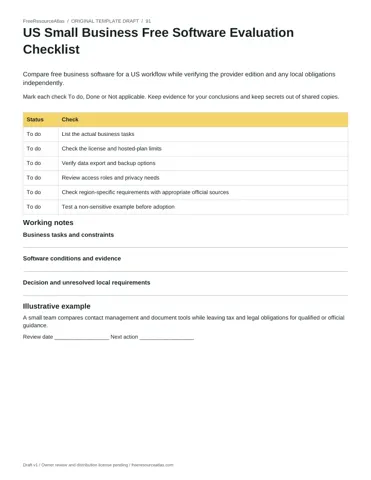 FreeResourceAtlas / ORIGINAL TEMPLATE DRAFT / 91
US Small Business Free Software Evaluation
Checklist
Compare free business software for a US workflow while verifying the provider edition and any local obligations
independently.
Mark each check To do, Done or Not applicable. Keep evidence for your conclusions and keep secrets out of shared copies.
Status Check
To do List the actual business tasks
To do Check the license and hosted-plan limits
To do Verify data export and backup options
To do Review access roles and privacy needs
To do Check region-specific requirements with appropriate official sources
To do Test a non-sensitive example before adoption
Working notes
Business tasks and constraints
Software conditions and evidence
Decision and unresolved local requirements
Illustrative example
A small team compares contact management and document tools while leaving tax and legal obligations for qualified or official
guidance.
Review date ____________________ Next action ____________________
Draft v1 / Owner review and distribution license pending / freeresourceatlas.com